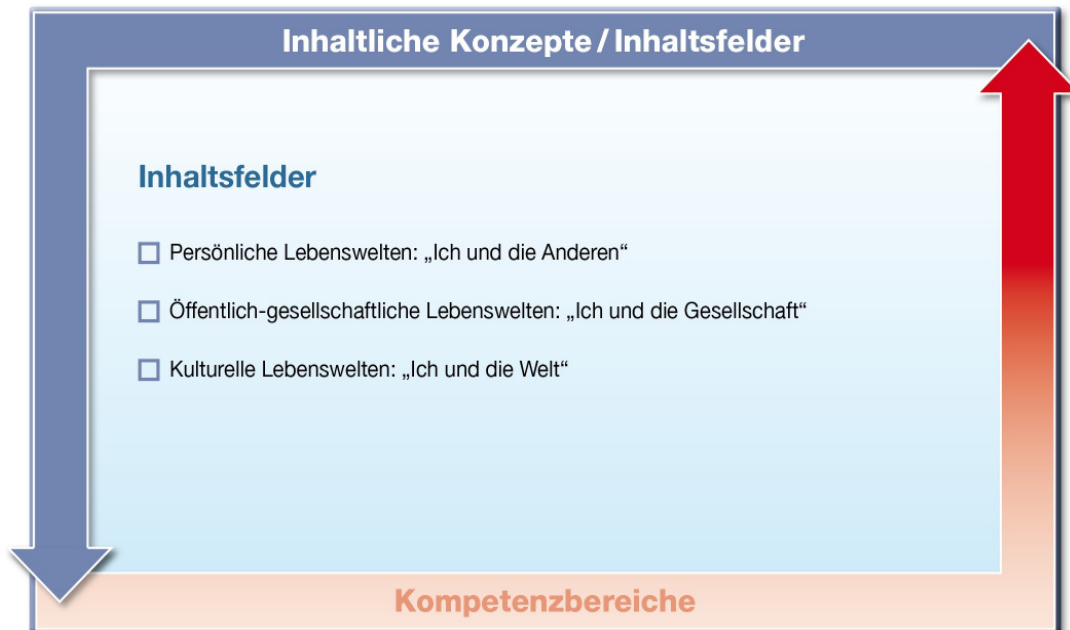 Inhaltliche Konzepte / Inhaltsfelder
Inhaltsfelder
Persönliche Lebenswelten: „Ich und die Anderen“
Öffentlich-gesellschaftliche Lebenswelten: „Ich und die Gesellschaft“
Kulturelle Lebenswelten: „Ich und die Welt“
Kompetenzbereiche